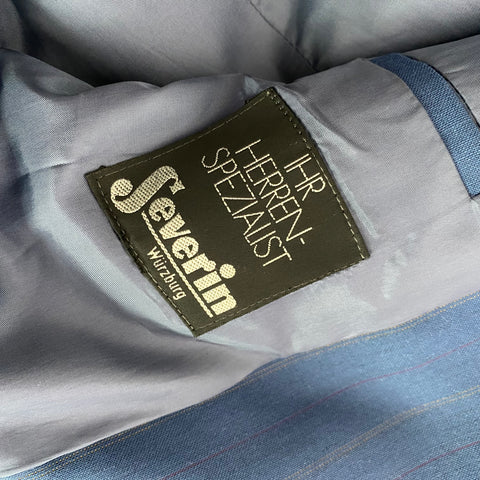 IHR
HERREN-
SPEZIALIST
Severin
Würzburg